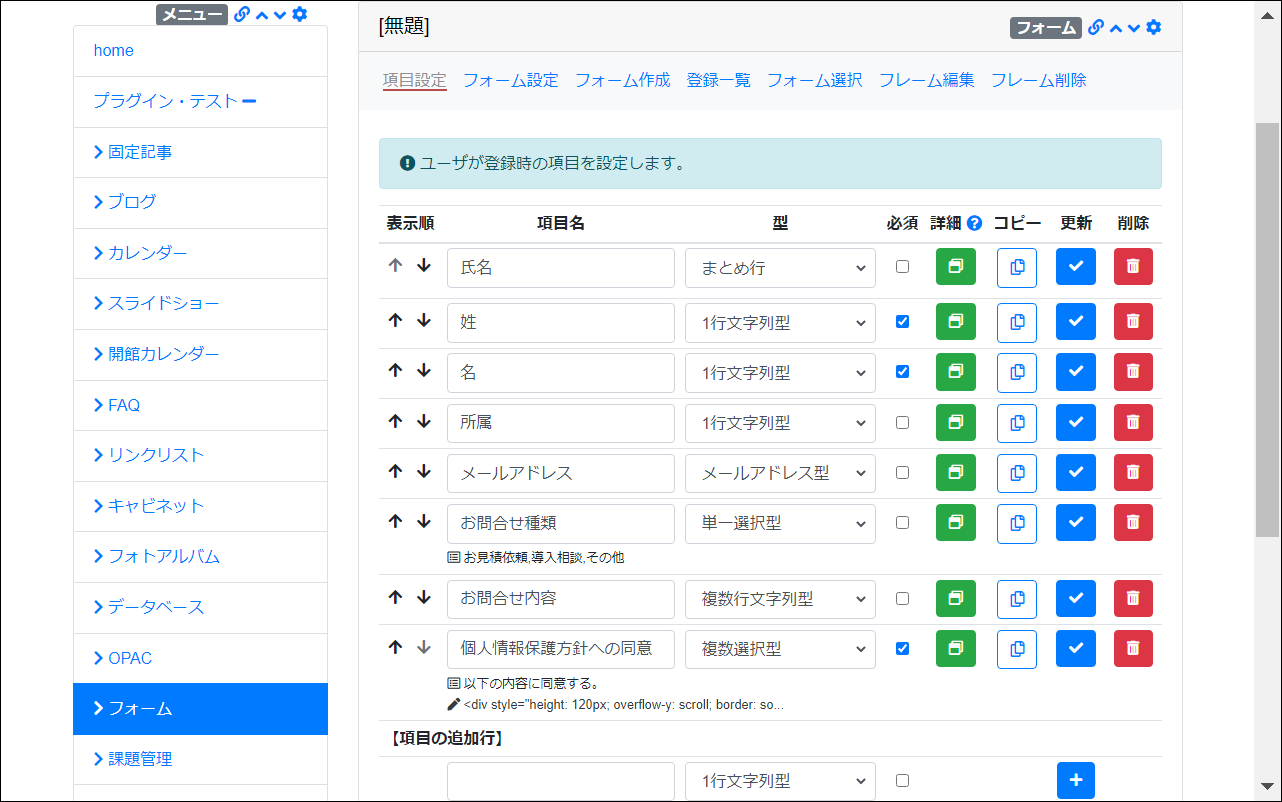 メニュー
home
プラグイン・テスト
固定記事
ブログ
カレンダー
スライドショー
開館カレンダー
FAQ
リンクリスト
キャビネット
フォトアルバム
データベース
OPAC
フォーム
課題管理
[無題]
フォーム
項目設定 フォーム設定 フォーム作成 登録一覧 フォーム選択 フレーム編集 フレーム削除
ユーザが登録時の項目を設定します。
表示順 項目名 型 必須 詳細 コピー 更新 削除
氏名 まとめ行
姓 1行文字列型
名 1行文字列型
所属 1行文字列型
メールアドレス メールアドレス型
お問合せ種類 単一選択型
お見積依頼,導入相談,その他
お問合せ内容 複数行文字列型
個人情報保護方針への同意 複数選択型
以下の内容に同意する。
<div style="height: 120px; overflow-y: scroll; border: so...
【項目の追加行】
1行文字列型